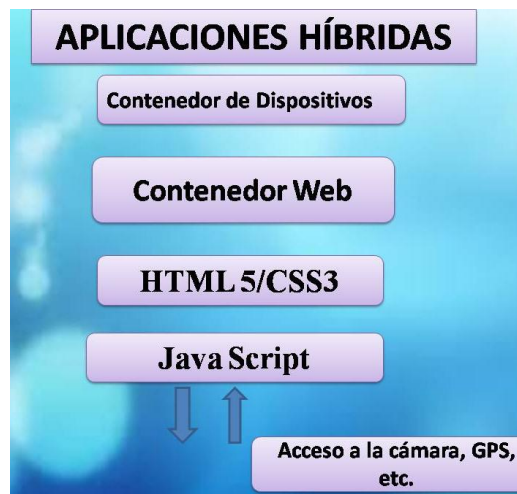 APLICACIONES HÍBRIDAS
Contenedor de Dispositivos
Contenedor Web
HTML 5/CSS3
Java Script
Acceso a la cámara, GPS,
etc.